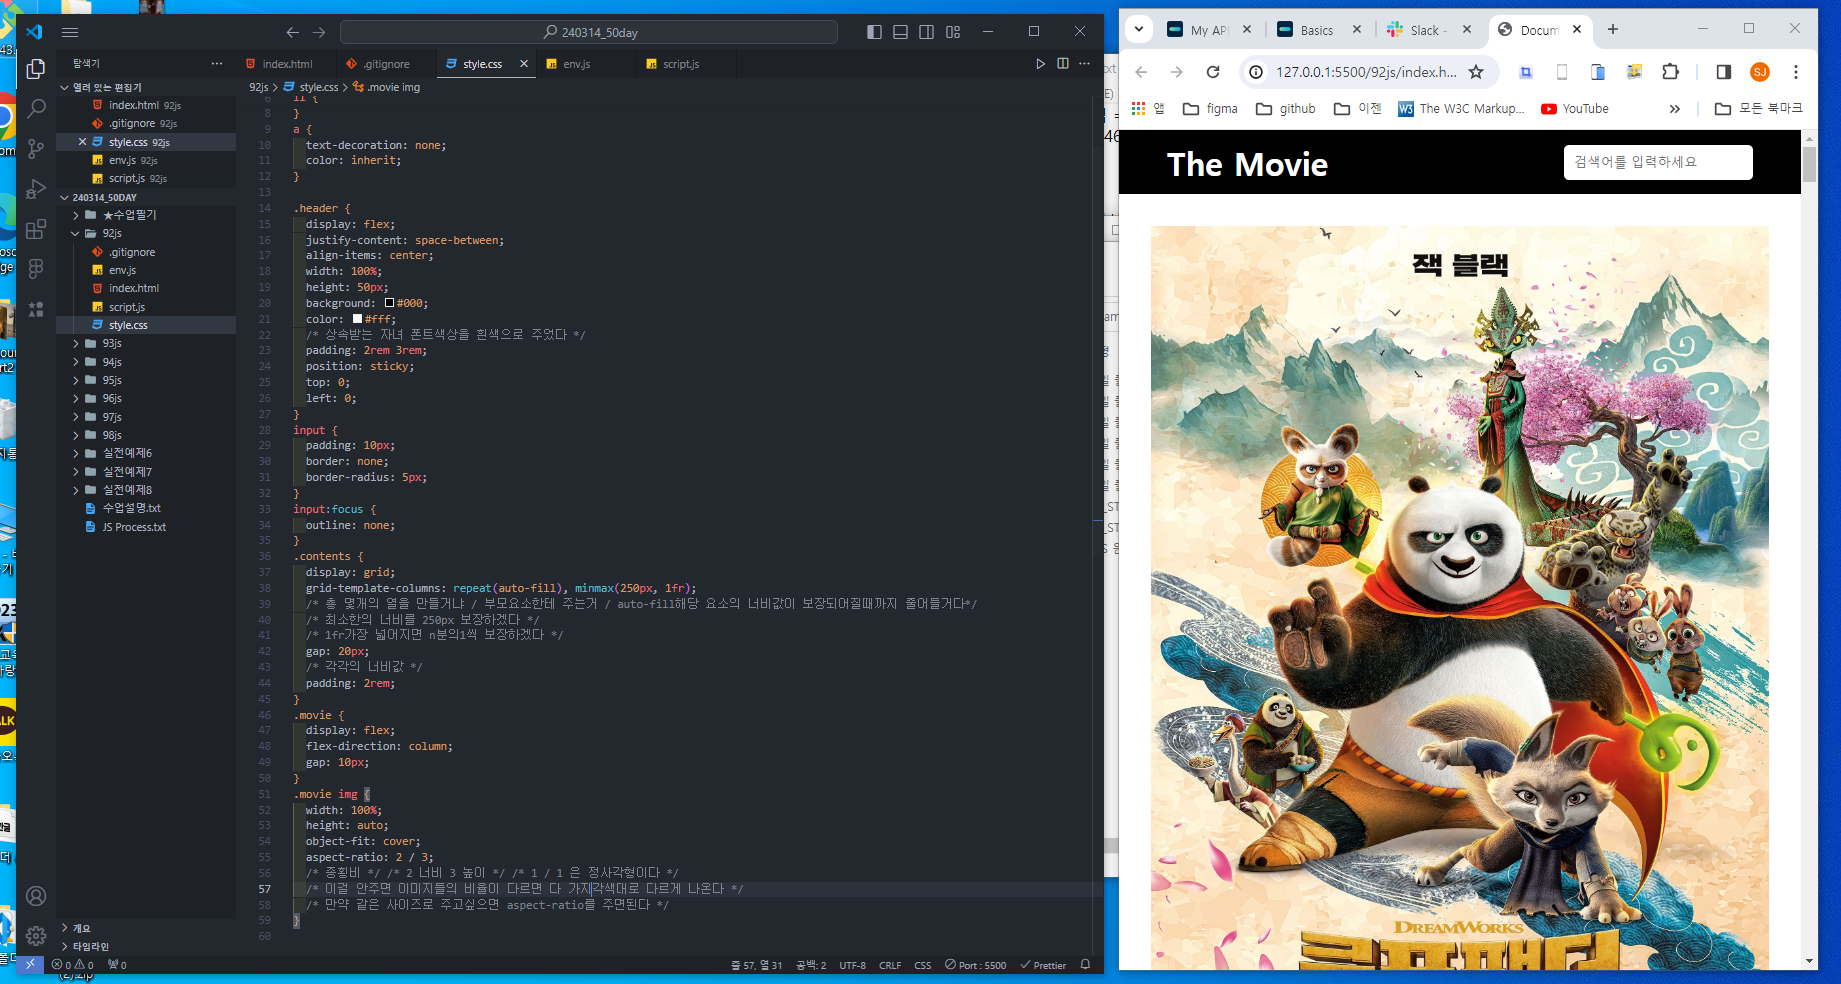 240314_50day
탐색기
index.html
.gitignore
style.css
env.js
script.js
열려 있는 편집기
index.html 92js
.gitignore 92js
style.css 92js
env.js 92js
script.js 92js
240314_50DAY
★수업필기
92js
.gitignore
env.js
index.html
script.js
style.css
93js
94js
95js
96js
97js
98js
실전예제6
실전예제7
실전예제8
수업설명.txt
JS Process.txt
개요
타임라인
92js > style.css > .movie img
8 }
9 a {
10 text-decoration: none;
11 color: inherit;
12 }
13
14 .header {
15 display: flex;
16 justify-content: space-between;
17 align-items: center;
18 width: 100%;
19 height: 50px;
20 background: #000;
21 color: #fff;
22 /* 상속받는 자녀 폰트색상을 흰색으로 주었다 */
23 padding: 2rem 3rem;
24 position: sticky;
25 top: 0;
26 left: 0;
27 }
28 input {
29 padding: 10px;
30 border: none;
31 border-radius: 5px;
32 }
33 input:focus {
34 outline: none;
35 }
36 .contents {
37 display: grid;
38 grid-template-columns: repeat(auto-fill), minmax(250px, 1fr);
39 /* 총 몇개의 열을 만들거냐 / 부모요소한테 주는거 / auto-fill해당 요소의 너비값이 보장되어질때까지 줄어들거다*/
40 /* 최소한의 너비를 250px 보장하겠다 */
41 /* 1fr가장 넓어지면 n분의1씩 보장하겠다 */
42 gap: 20px;
43 /* 각각의 너비값 */
44 padding: 2rem;
45 }
46 .movie {
47 display: flex;
48 flex-direction: column;
49 gap: 10px;
50 }
51 .movie img {
52 width: 100%;
53 height: auto;
54 object-fit: cover;
55 aspect-ratio: 2 / 3;
56 /* 종횡비 */ /* 2 너비 3 높이 */ /* 1 / 1 은 정사각형이다 */
57 /* 이걸 안주면 이미지들의 비율이 다르면 다 가지각색대로 다르게 나온다 */
58 /* 만약 같은 사이즈로 주고싶으면 aspect-ratio를 주면된다 */
59 }
60
0 0 0
줄 57, 열 31 공백: 2 UTF-8 CRLF CSS Port : 5500 Prettier
My AP
Basics
Slack -
Docum
127.0.0.1:5500/92js/index.h...
SJ
앱
figma
github
이젠
W3 The W3C Markup...
YouTube
모든 북마크
The Movie
검색어를 입력하세요
잭 블랙
DREAMWORKS